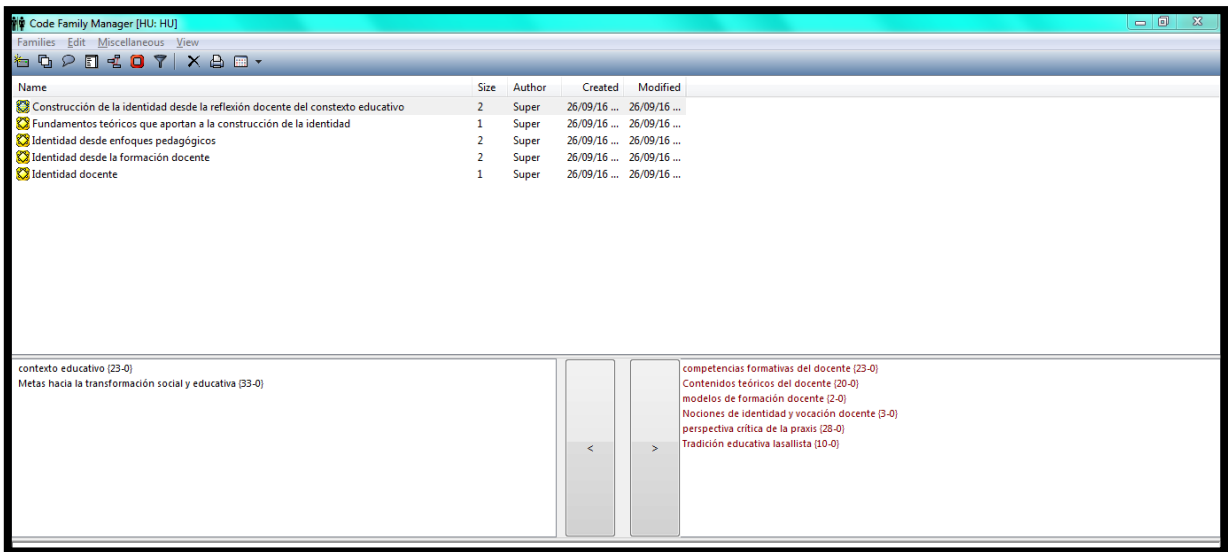 Code Family Manager [HU: HU]
Families Edit Miscellaneous View
Name Size Author Created Modified
Construcción de la identidad desde la reflexión docente del constexto educativo 2 Super 26/09/16 ... 26/09/16 ...
Fundamentos teóricos que aportan a la construcción de la identidad 1 Super 26/09/16 ... 26/09/16 ...
Identidad desde enfoques pedagógicos 2 Super 26/09/16 ... 26/09/16 ...
Identidad desde la formación docente 2 Super 26/09/16 ... 26/09/16 ...
Identidad docente 1 Super 26/09/16 ... 26/09/16 ...
contexto educativo {23-0}
Metas hacia la transformación social y educativa {33-0}
<
>
competencias formativas del docente {23-0}
Contenidos teóricos del docente {20-0}
modelos de formación docente {2-0}
Nociones de identidad y vocación docente {3-0}
perspectiva crítica de la praxis {28-0}
Tradición educativa lasallista {10-0}